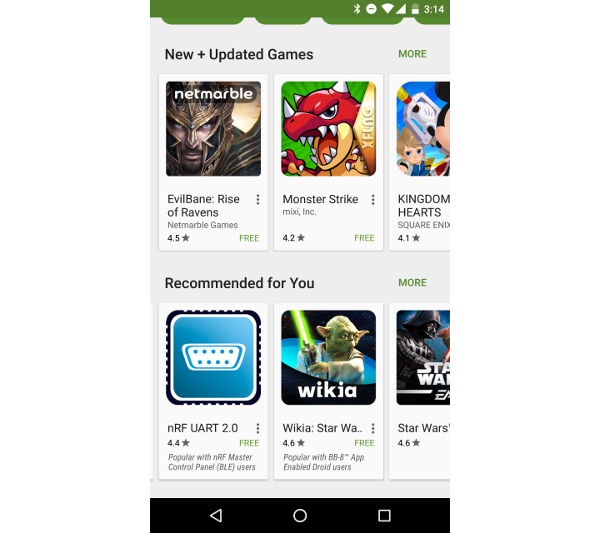 3:14
New + Updated Games
MORE
netmarble
XFLAG
EvilBane: Rise
of Ravens
Netmarble Games
4.5 ★
FREE
Monster Strike
mixi, Inc.
4.2 ★
FREE
KINGDOM
HEARTS
SQUARE ENIX
4.1 ★
Recommended for You
MORE
nRF UART 2.0
4.4 ★
FREE
Popular with nRF Master
Control Panel (BLE) users
wikia
Wikia: Star Wa..
4.6 ★
FREE
Popular with BB-8™ App
Enabled Droid users
STAR
WA
EA
Star Wars™
4.6 ★